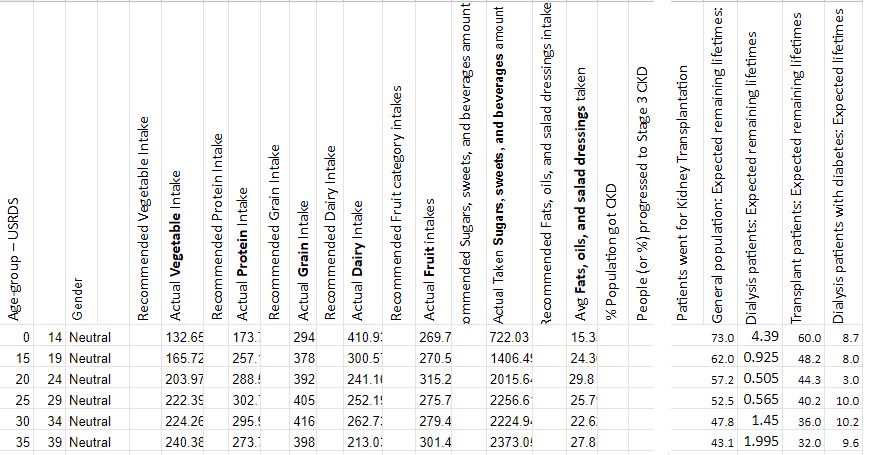 Age-group – USRDS
Gender
Recommended Vegetable Intake
Actual Vegetable Intake
Recommended Protein Intake
Actual Protein Intake
Recommended Grain Intake
Actual Grain Intake
Recommended Dairy Intake
Actual Dairy Intake
Recommended Fruit category intakes
Actual Fruit intakes
ommended Sugars, sweets, and beverages amount
Actual Taken Sugars, sweets, and beverages amount
Recommended Fats, oils, and salad dressings intake
Avg Fats, oils, and salad dressings taken
% Population got CKD
People (or %) progressed to Stage 3 CKD
Patients went for Kidney Transplantation
General population: Expected remaining lifetimes:
Dialysis patients: Expected remaining lifetimes
Transplant patients: Expected remaining lifetimes
Dialysis patients with diabetes: Expected lifetimes
0 14 Neutral 132.65 173. 294 410.9 269.7 722.03 15.3 73.0 4.39 60.0 8.7
15 19 Neutral 165.72 257. 378 300.5 270.5 1406.4 24.3 62.0 0.925 48.2 8.0
20 24 Neutral 203.97 288. 392 241.1 315.2 2015.6 29.8 57.2 0.505 44.3 3.0
25 29 Neutral 222.39 302. 405 252.1 275.7 2256.6 25.7 52.5 0.565 40.2 10.0
30 34 Neutral 224.26 295. 416 262.7 279.4 2224.9 22.6 47.8 1.45 36.0 10.2
35 39 Neutral 240.38 273. 398 213.0 301.4 2373.0 27.8 43.1 1.995 32.0 9.6